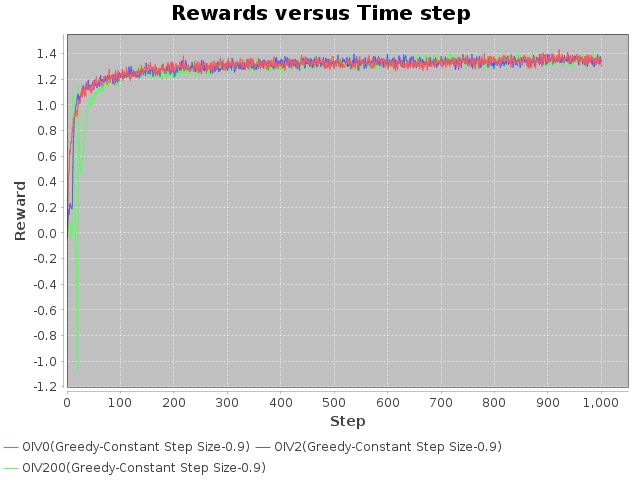 Rewards versus Time step
1.4
1.2
1.0
0.8
0.6
0.4
0.2
0.0
-0.2
-0.4
-0.6
-0.8
-1.0
-1.2
Reward
0 100 200 300 400 500 600 700 800 900 1,000
Step
OIV0(Greedy-Constant Step Size-0.9) OIV2(Greedy-Constant Step Size-0.9)
OIV200(Greedy-Constant Step Size-0.9)